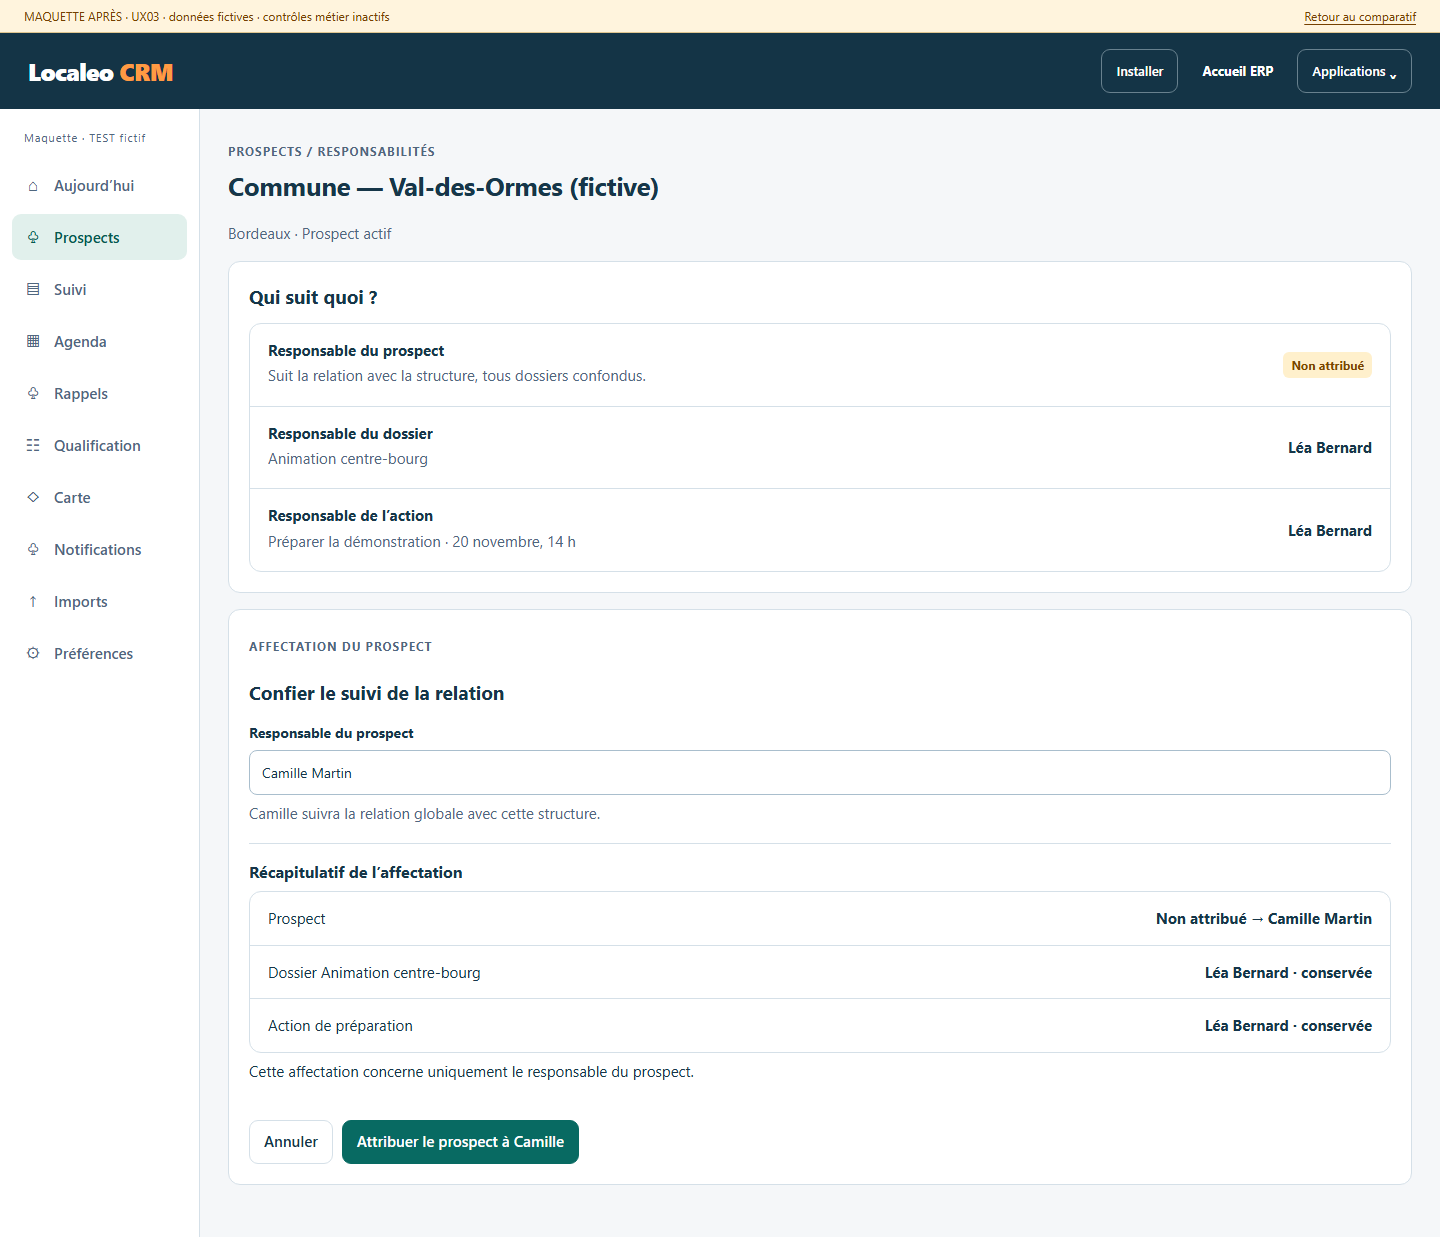 MAQUETTE APRÈS · UX03 · données fictives · contrôles métier inactifs
Retour au comparatif
Localeo CRM
Installer
Accueil ERP
Applications
Maquette · TEST fictif
Aujourd’hui
Prospects
Suivi
Agenda
Rappels
Qualification
Carte
Notifications
Imports
Préférences
PROSPECTS / RESPONSABILITÉS
Commune — Val-des-Ormes (fictive)
Bordeaux · Prospect actif
Qui suit quoi ?
Responsable du prospect
Suit la relation avec la structure, tous dossiers confondus.
Non attribué
Responsable du dossier
Animation centre-bourg
Léa Bernard
Responsable de l’action
Préparer la démonstration · 20 novembre, 14 h
Léa Bernard
AFFECTATION DU PROSPECT
Confier le suivi de la relation
Responsable du prospect
Camille Martin
Camille suivra la relation globale avec cette structure.
Récapitulatif de l’affectation
Prospect
Non attribué → Camille Martin
Dossier Animation centre-bourg
Léa Bernard · conservée
Action de préparation
Léa Bernard · conservée
Cette affectation concerne uniquement le responsable du prospect.
Annuler
Attribuer le prospect à Camille